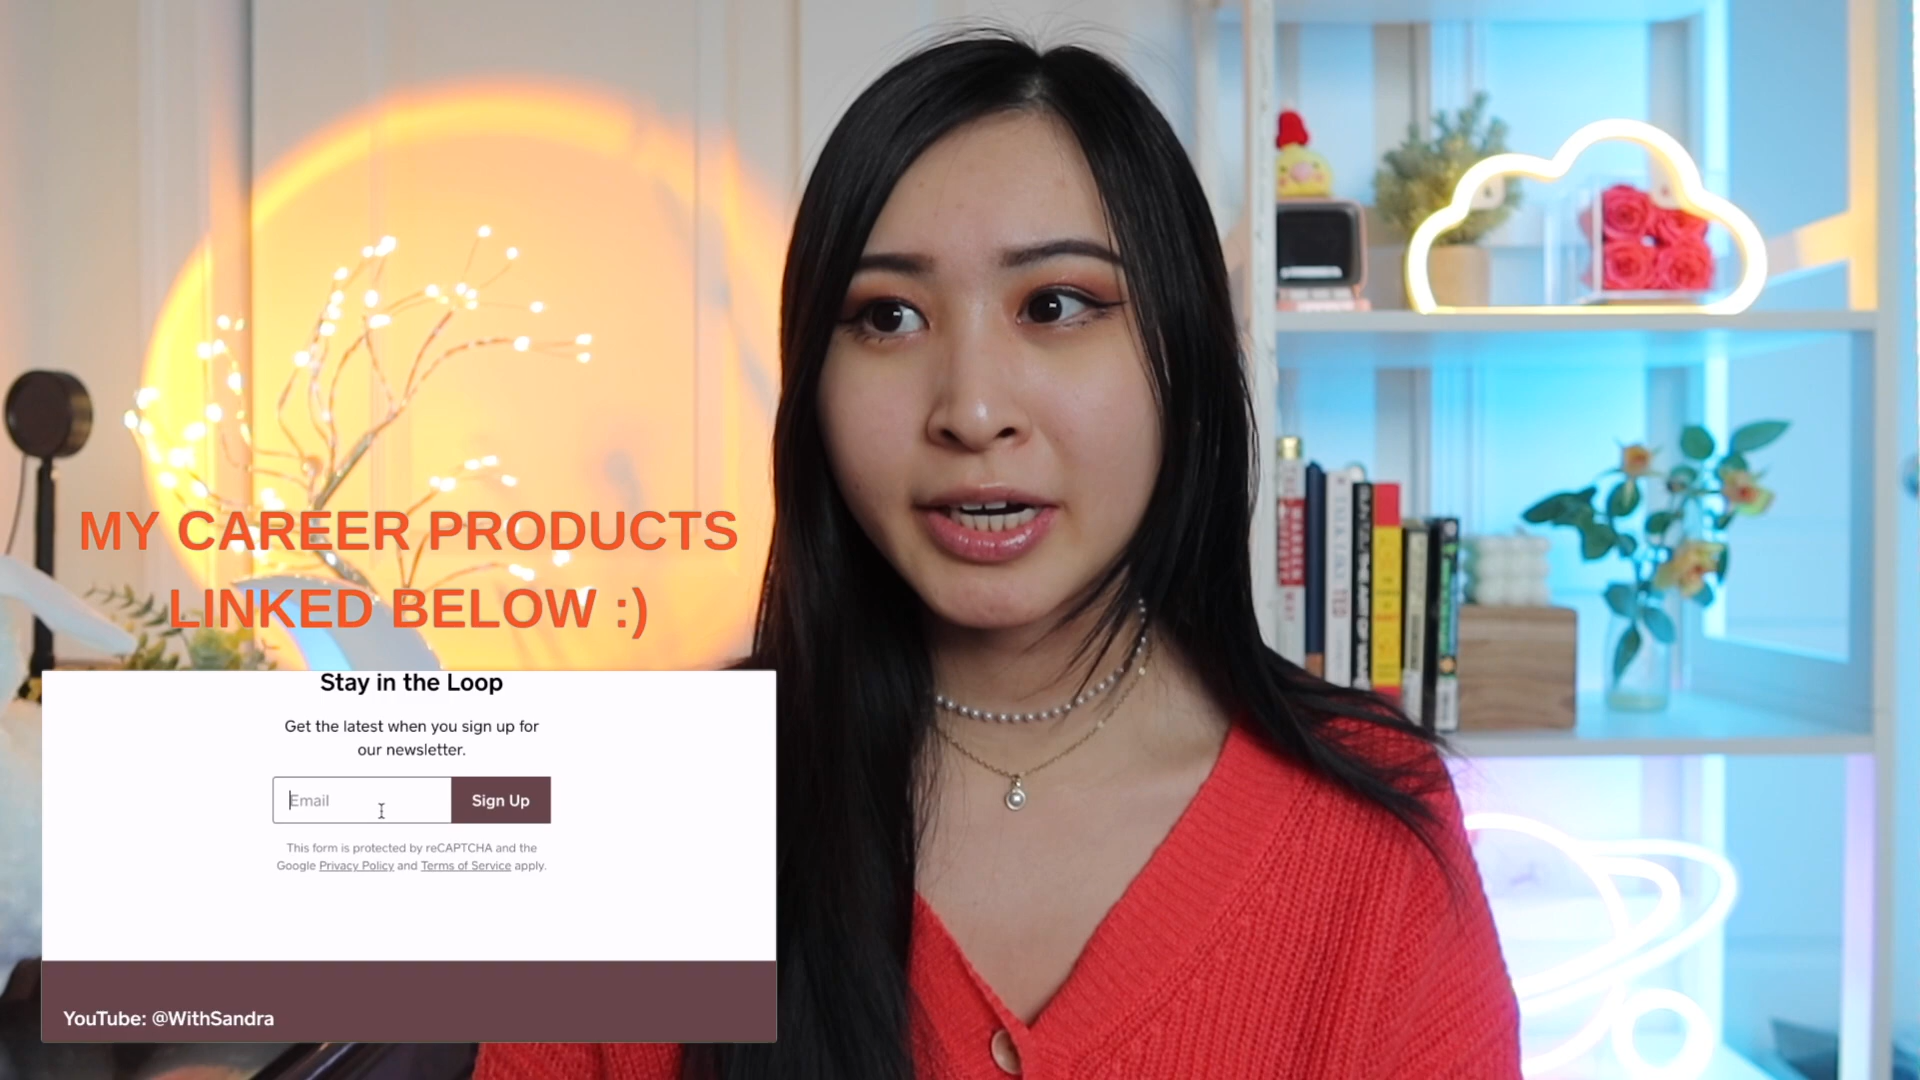 MY CAREER PRODUCTS
LINKED BELOW :)
Stay in the Loop
Get the latest when you sign up for
our newsletter.
Email
Sign Up
This form is protected by reCAPTCHA and the
Google Privacy Policy and Terms of Service apply.
YouTube: @WithSandra